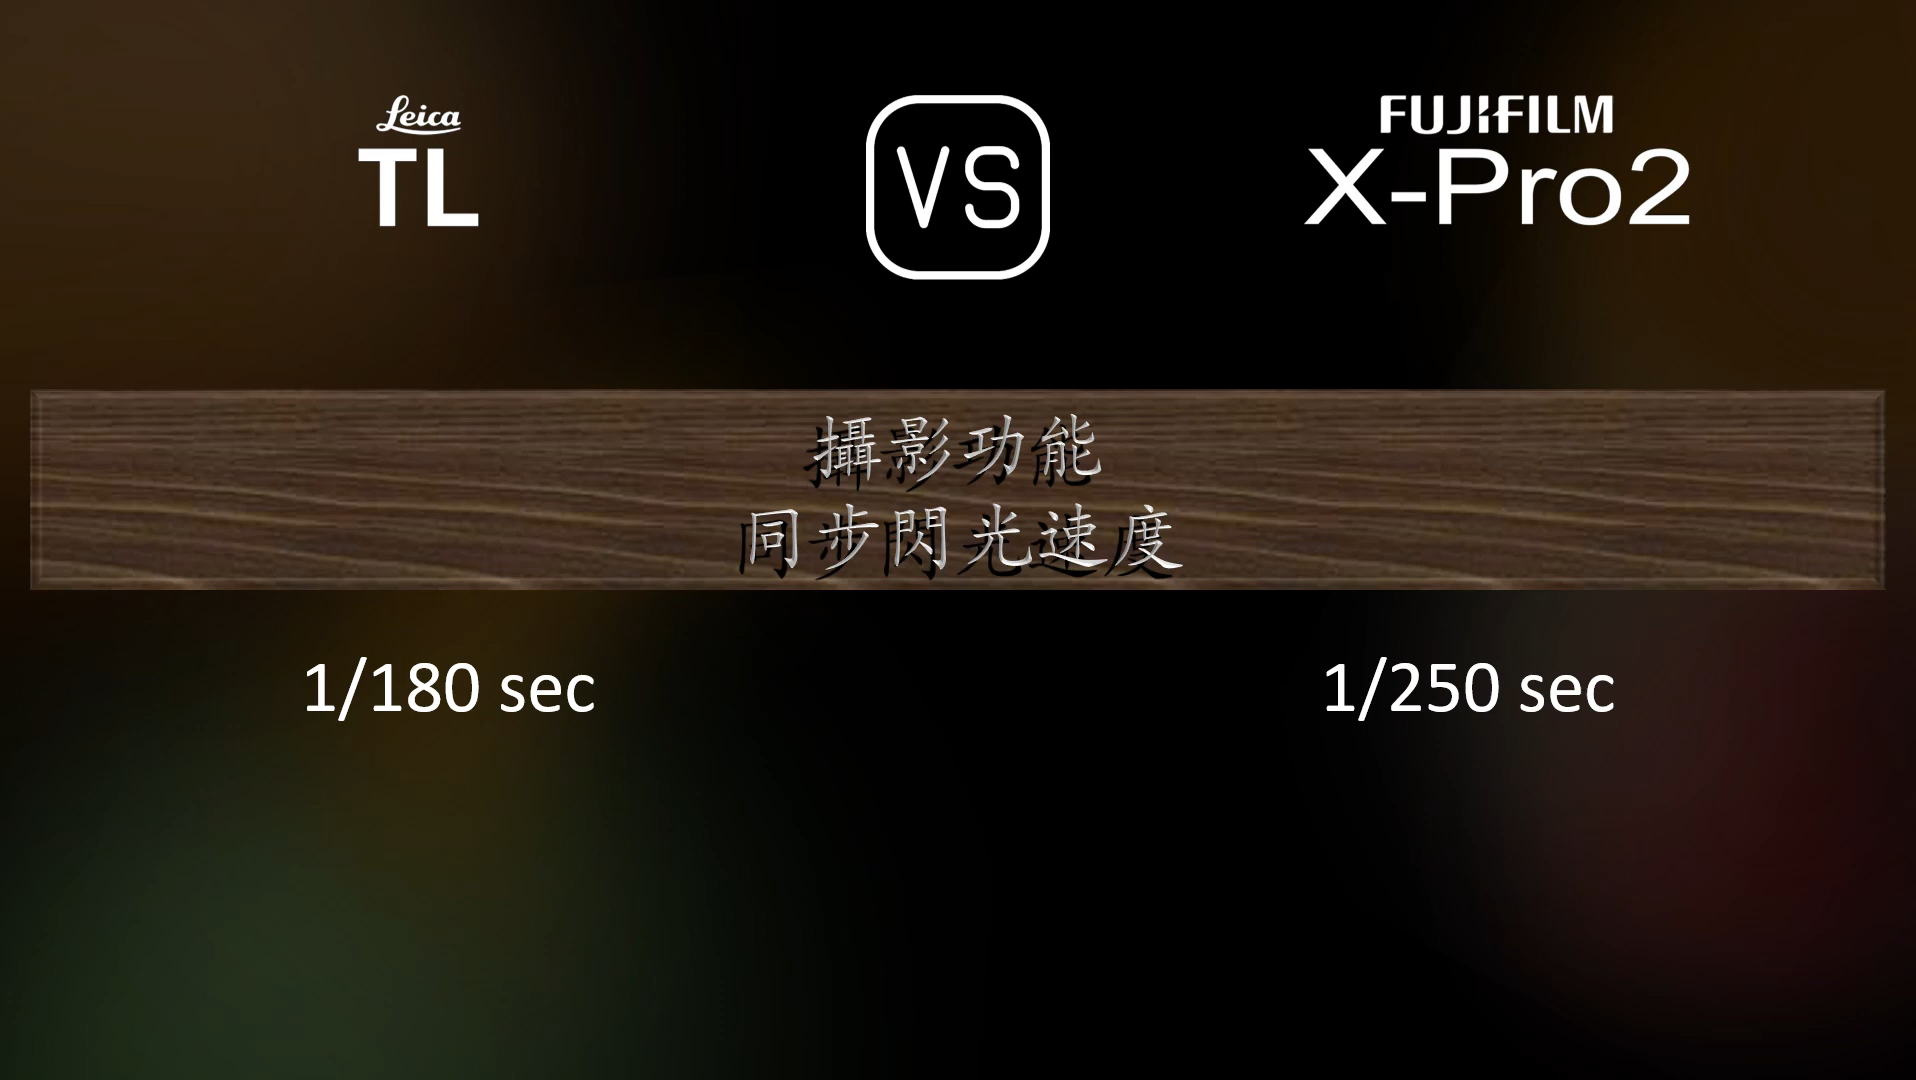 Leica
TL
VS
FUJIFILM
X-Pro2
攝影功能
同步閃光速度
1/180 sec
1/250 sec